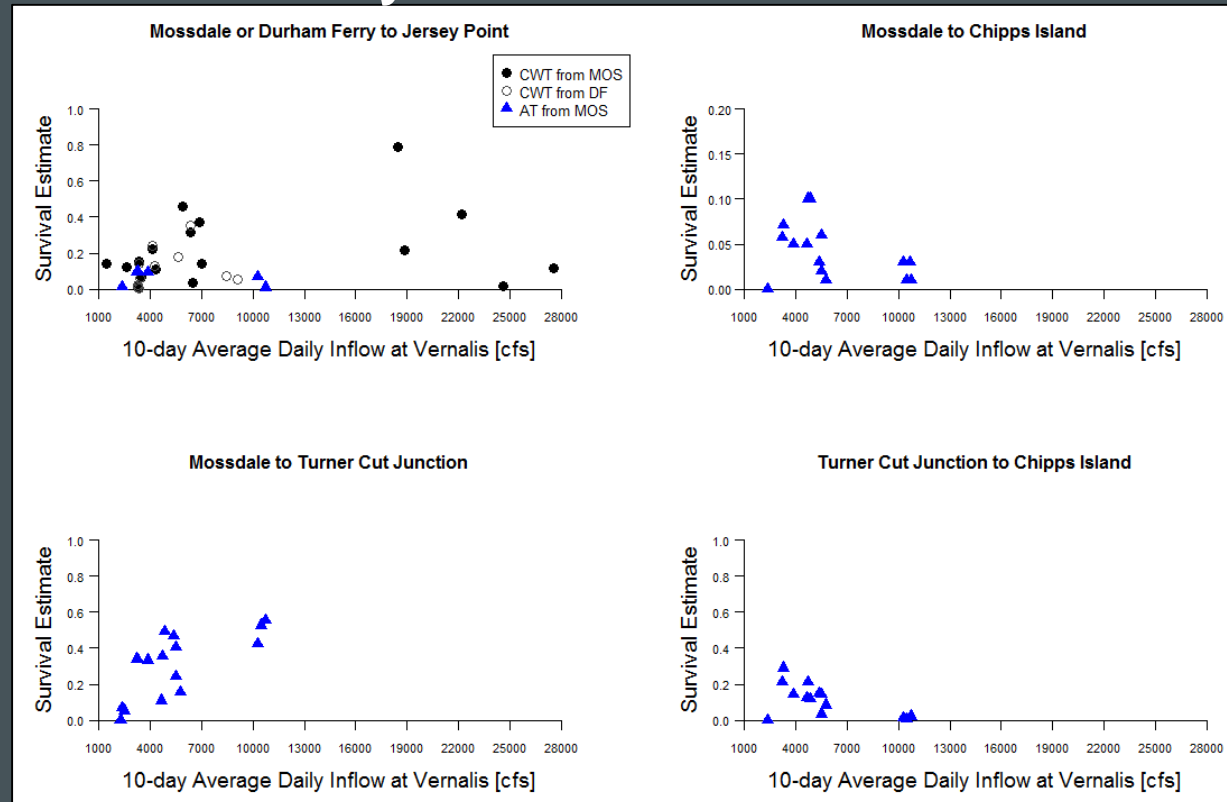 Mossdale or Durham Ferry to Jersey Point
CWT from MOS
CWT from DF
AT from MOS
Survival Estimate
1.0
0.8
0.6
0.4
0.2
0.0
1000 4000 7000 10000 13000 16000 19000 22000 25000 28000
10-day Average Daily Inflow at Vernalis [cfs]
Mossdale to Chipps Island
Survival Estimate
0.20
0.15
0.10
0.05
0.00
1000 4000 7000 10000 13000 16000 19000 22000 25000 28000
10-day Average Daily Inflow at Vernalis [cfs]
Mossdale to Turner Cut Junction
Survival Estimate
1.0
0.8
0.6
0.4
0.2
0.0
1000 4000 7000 10000 13000 16000 19000 22000 25000 28000
10-day Average Daily Inflow at Vernalis [cfs]
Turner Cut Junction to Chipps Island
Survival Estimate
1.0
0.8
0.6
0.4
0.2
0.0
1000 4000 7000 10000 13000 16000 19000 22000 25000 28000
10-day Average Daily Inflow at Vernalis [cfs]